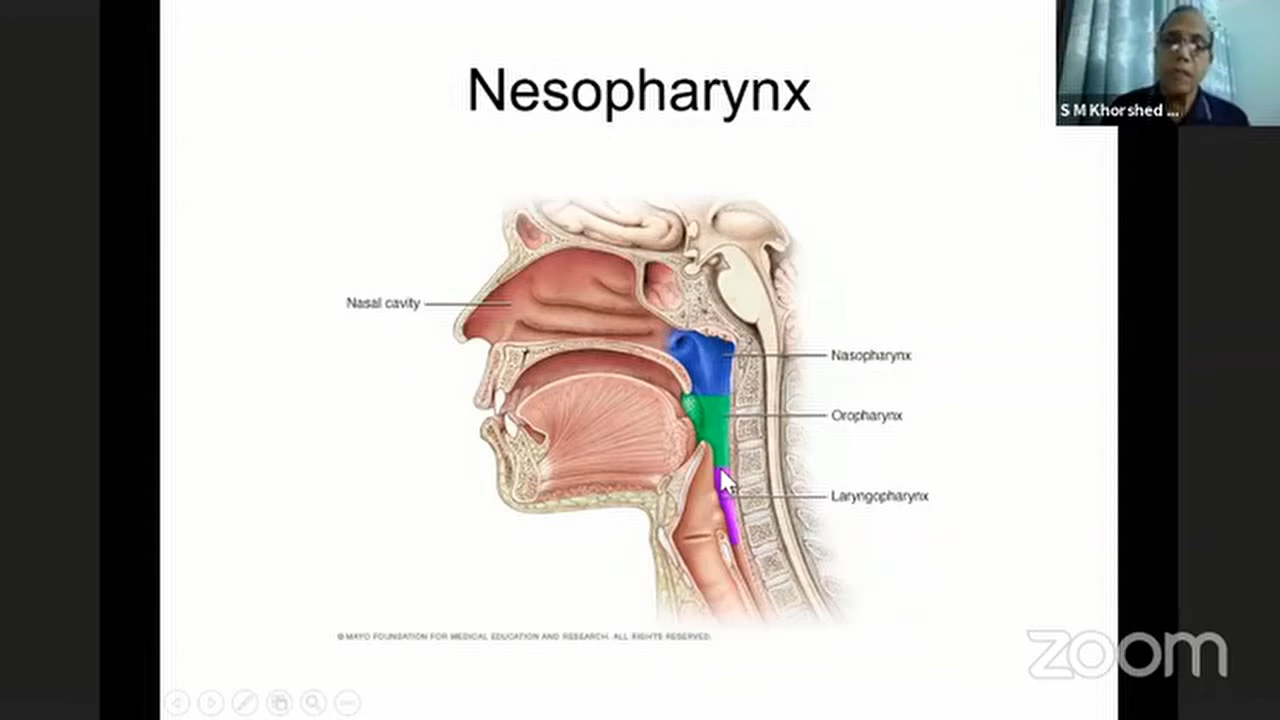 Nesopharynx
S M Khorshed ...
Nasal cavity
Nasopharynx
Oropharynx
Laryngopharynx
©MAYO FOUNDATION FOR MEDICAL EDUCATION AND RESEARCH. ALL RIGHTS RESERVED.
zoom